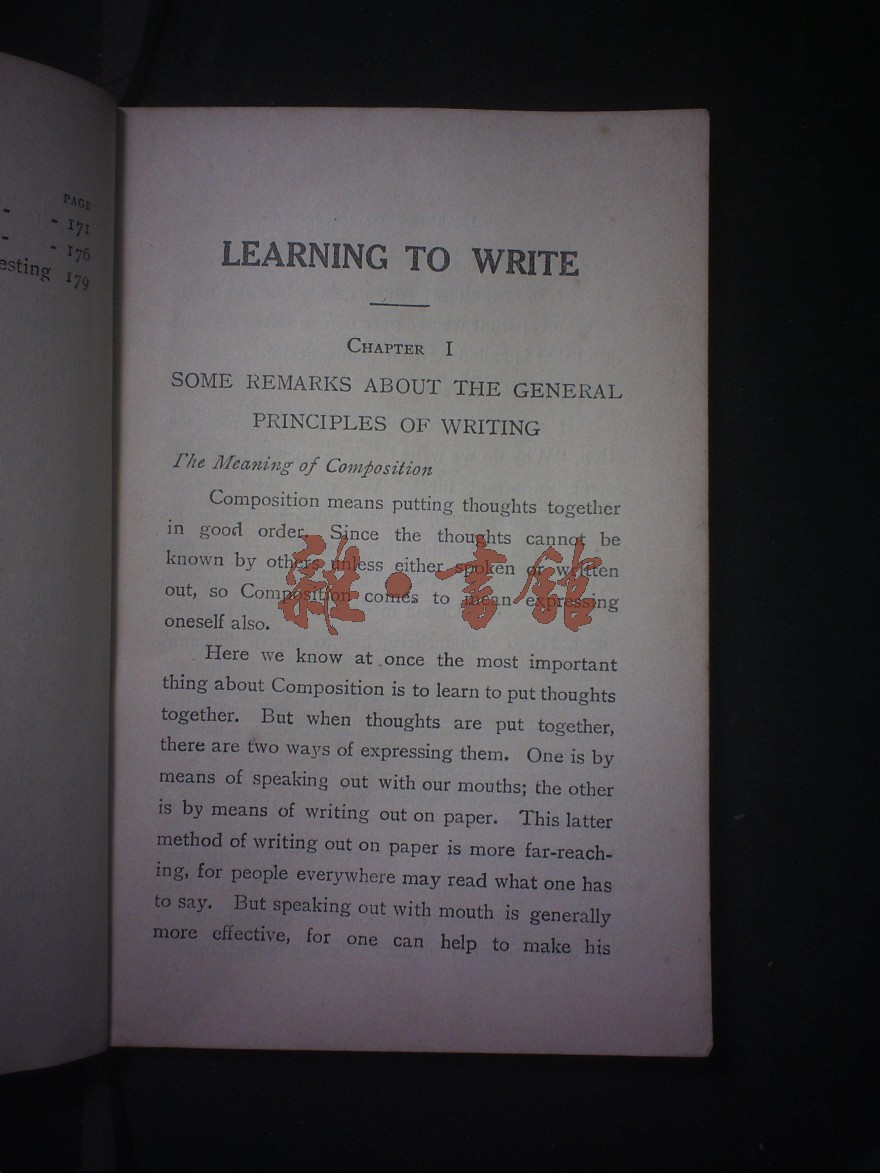 PAGE
- - 171
- - 176
esting 179
LEARNING TO WRITE
CHAPTER I
SOME REMARKS ABOUT THE GENERAL
PRINCIPLES OF WRITING
The Meaning of Composition
Composition means putting thoughts together
in good order. Since the thoughts cannot be
known by others unless either spoken or written
out, so Composition comes to mean expressing
oneself also.
Here we know at once the most important
thing about Composition is to learn to put thoughts
together. But when thoughts are put together,
there are two ways of expressing them. One is by
means of speaking out with our mouths; the other
is by means of writing out on paper. This latter
method of writing out on paper is more far-reach-
ing, for people everywhere may read what one has
to say. But speaking out with mouth is generally
more effective, for one can help to make his
雜·書館